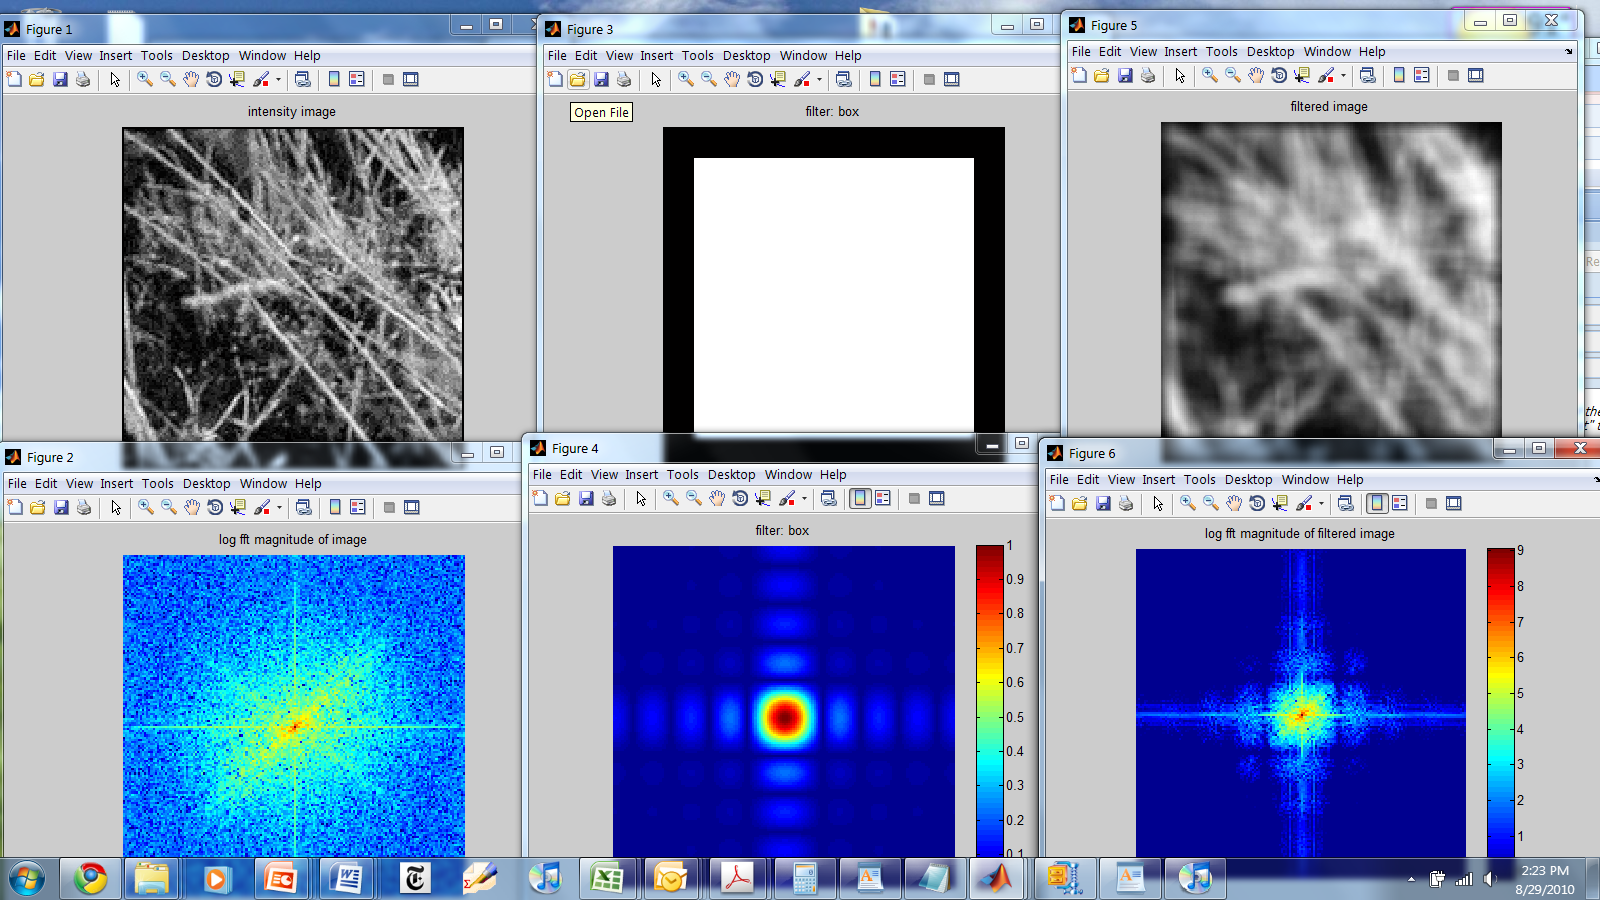 Figure 1
File Edit View Insert Tools Desktop Window Help
intensity image
Figure 3
File Edit View Insert Tools Desktop Window Help
Open File
filter: box
Figure 5
File Edit View Insert Tools Desktop Window Help
filtered image
Re
the
t" u
Figure 2
File Edit View Insert Tools Desktop Window Help
log fft magnitude of image
Figure 4
File Edit View Insert Tools Desktop Window Help
filter: box
1
0.9
0.8
0.7
0.6
0.5
0.4
0.3
0.2
0.1
Figure 6
File Edit View Insert Tools Desktop Window Help
log fft magnitude of filtered image
9
8
7
6
5
4
3
2
1
2:23 PM
8/29/2010